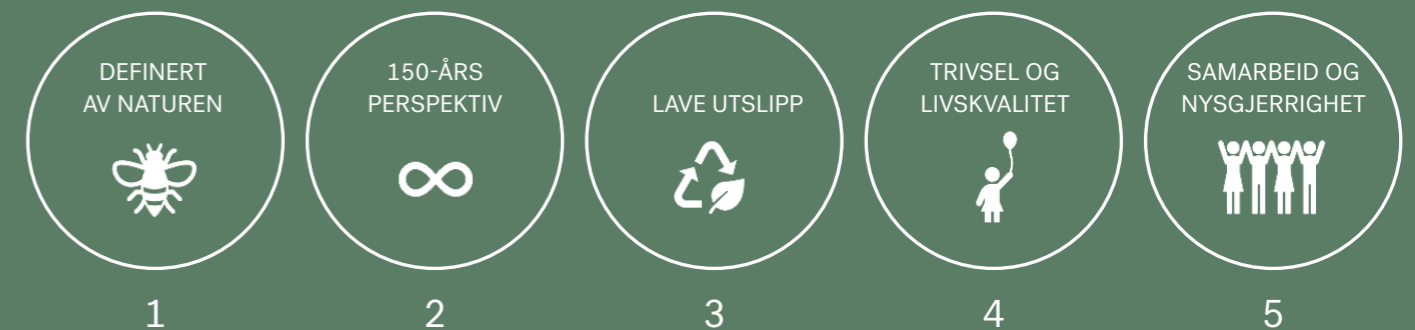 DEFINERT
AV NATUREN
150-ÅRS
PERSPEKTIV
LAVE UTSLIPP
TRIVSEL OG
LIVSKVALITET
SAMARBEID OG
NYSGJERRIGHET
1
2
3
4
5